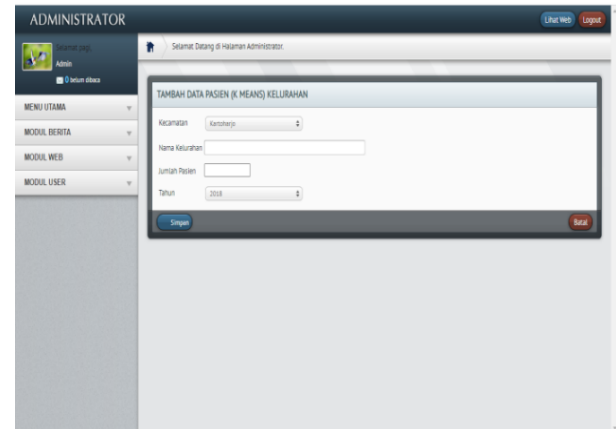 ADMINISTRATOR
Lihat Web
Logout
Selamat pagi,
Admin
0 belum dibaca
Selamat Datang di Halaman Administrator.
MENU UTAMA
MODUL BERITA
MODUL WEB
MODUL USER
TAMBAH DATA PASIEN (K MEANS) KELURAHAN
Kecamatan Kartoharjo
Nama Kelurahan
Jumlah Pasien
Tahun 2018
Simpan
Batal